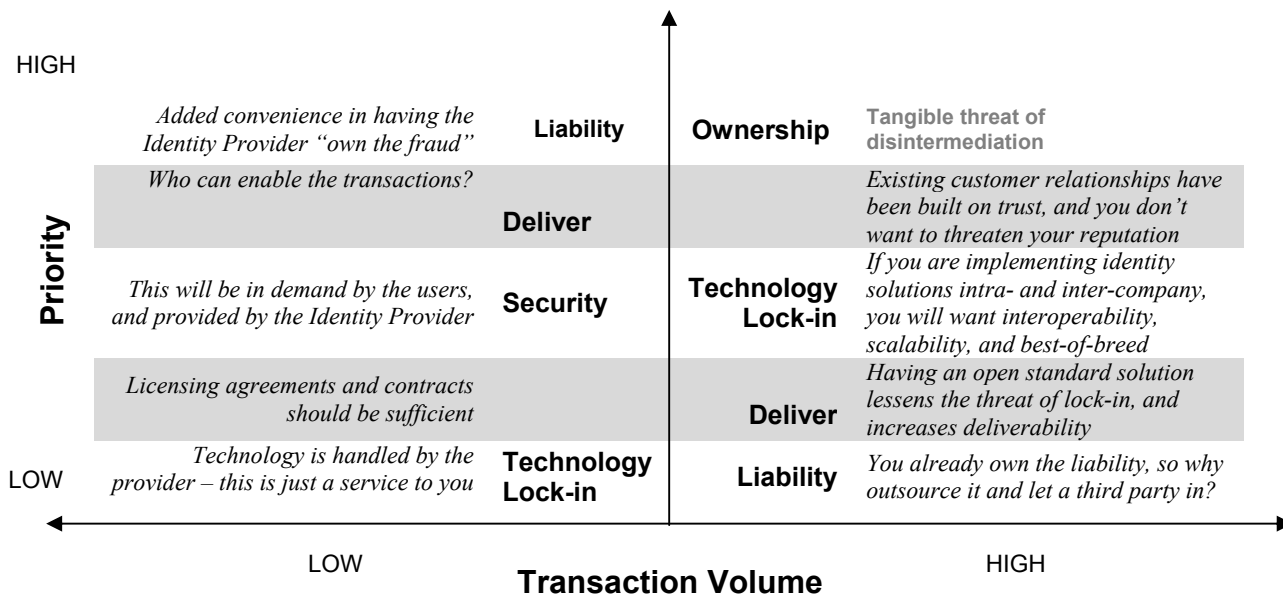 HIGH
Added convenience in having the
Identity Provider “own the fraud”
Liability
Ownership
Tangible threat of
disintermediation
Who can enable the transactions?
Deliver
Existing customer relationships have
been built on trust, and you don’t
want to threaten your reputation
Priority
This will be in demand by the users,
and provided by the Identity Provider
Security
Technology
Lock-in
If you are implementing identity
solutions intra- and inter-company,
you will want interoperability,
scalability, and best-of-breed
Licensing agreements and contracts
should be sufficient
Deliver
Having an open standard solution
lessens the threat of lock-in, and
increases deliverability
LOW
Technology is handled by the
provider – this is just a service to you
Technology
Lock-in
Liability
You already own the liability, so why
outsource it and let a third party in?
LOW
HIGH
Transaction Volume